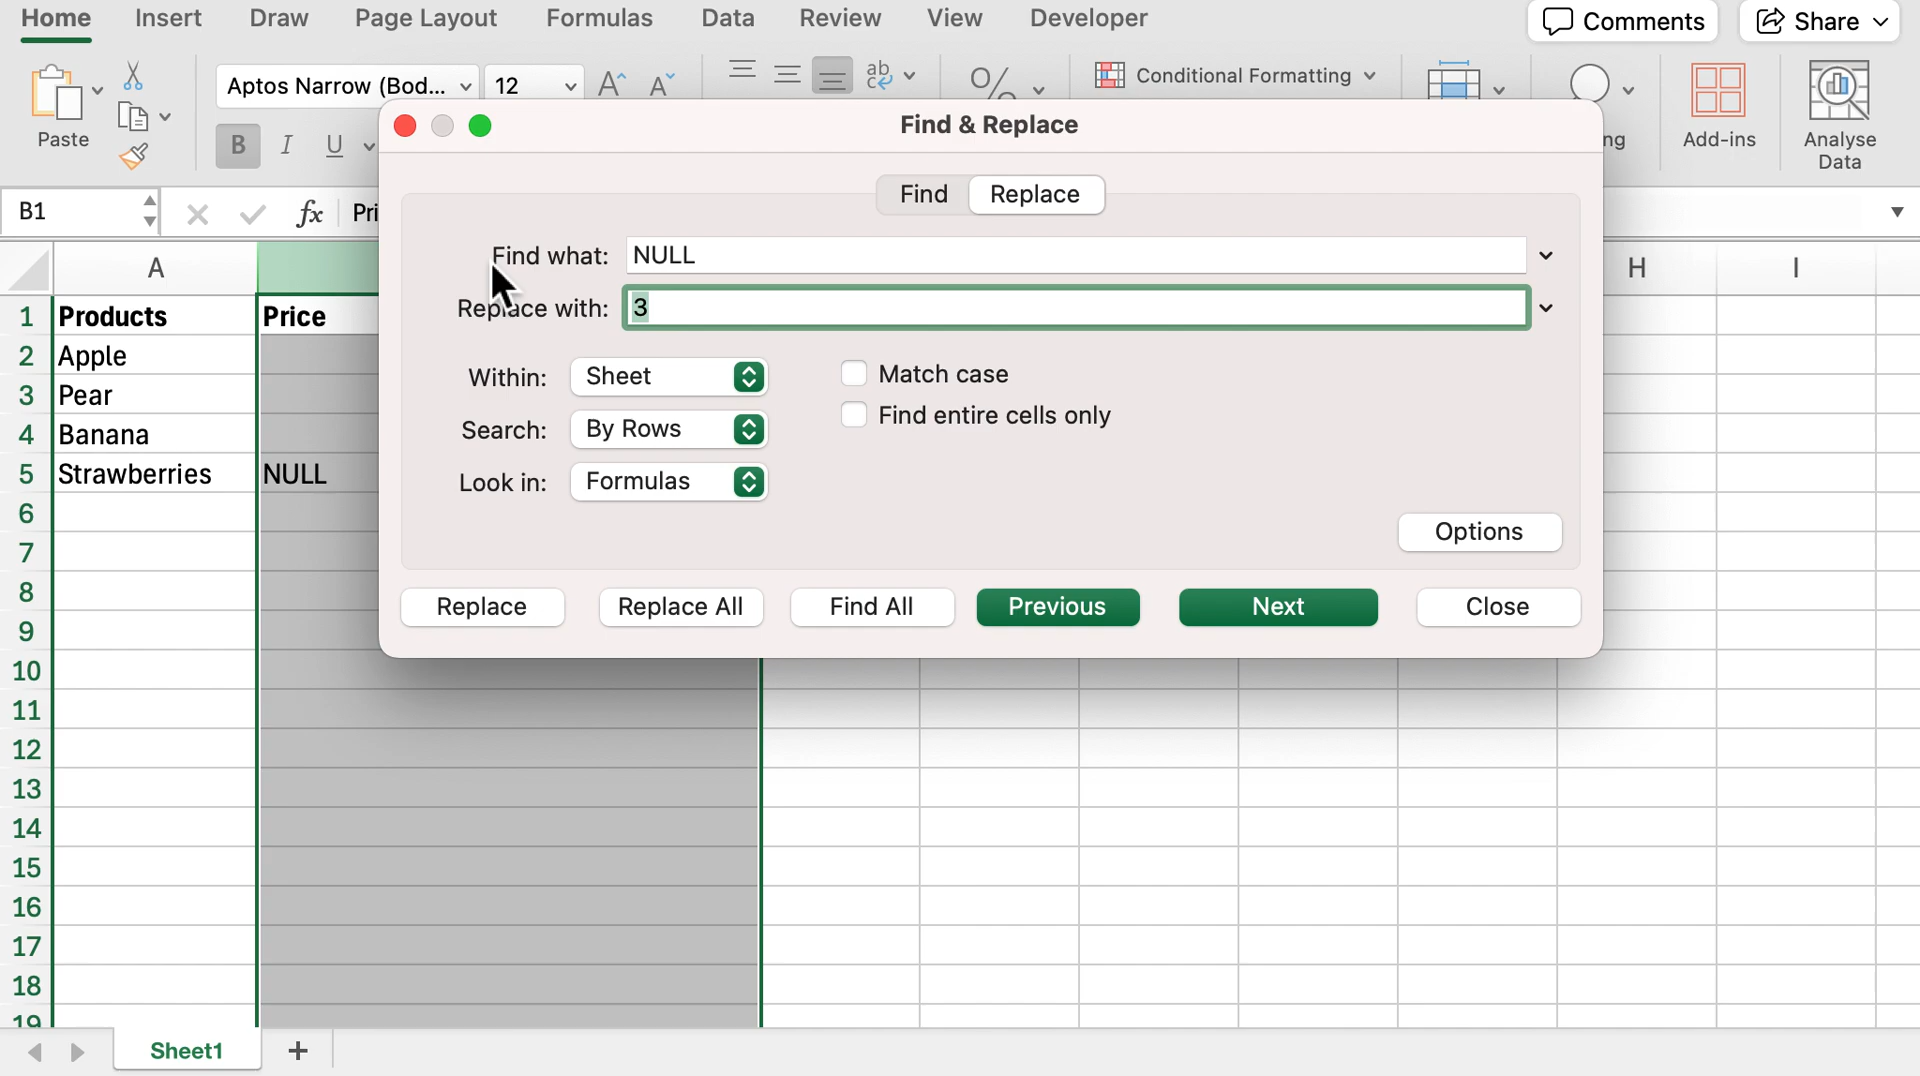 Home Insert Draw Page Layout Formulas Data Review View Developer Comments Share
Aptos Narrow (Bod... 12 Conditional Formatting
Paste B I U Add-ins Analyse Data
B1 fx Pri
Find & Replace
Find Replace
Find what: NULL
Replace with: 3
Within: Sheet Match case
Search: By Rows Find entire cells only
Look in: Formulas
Options
Replace Replace All Find All Previous Next Close
A H I
1 Products Price
2 Apple
3 Pear
4 Banana
5 Strawberries NULL
6
7
8
9
10
11
12
13
14
15
16
17
18
19
Sheet1 +